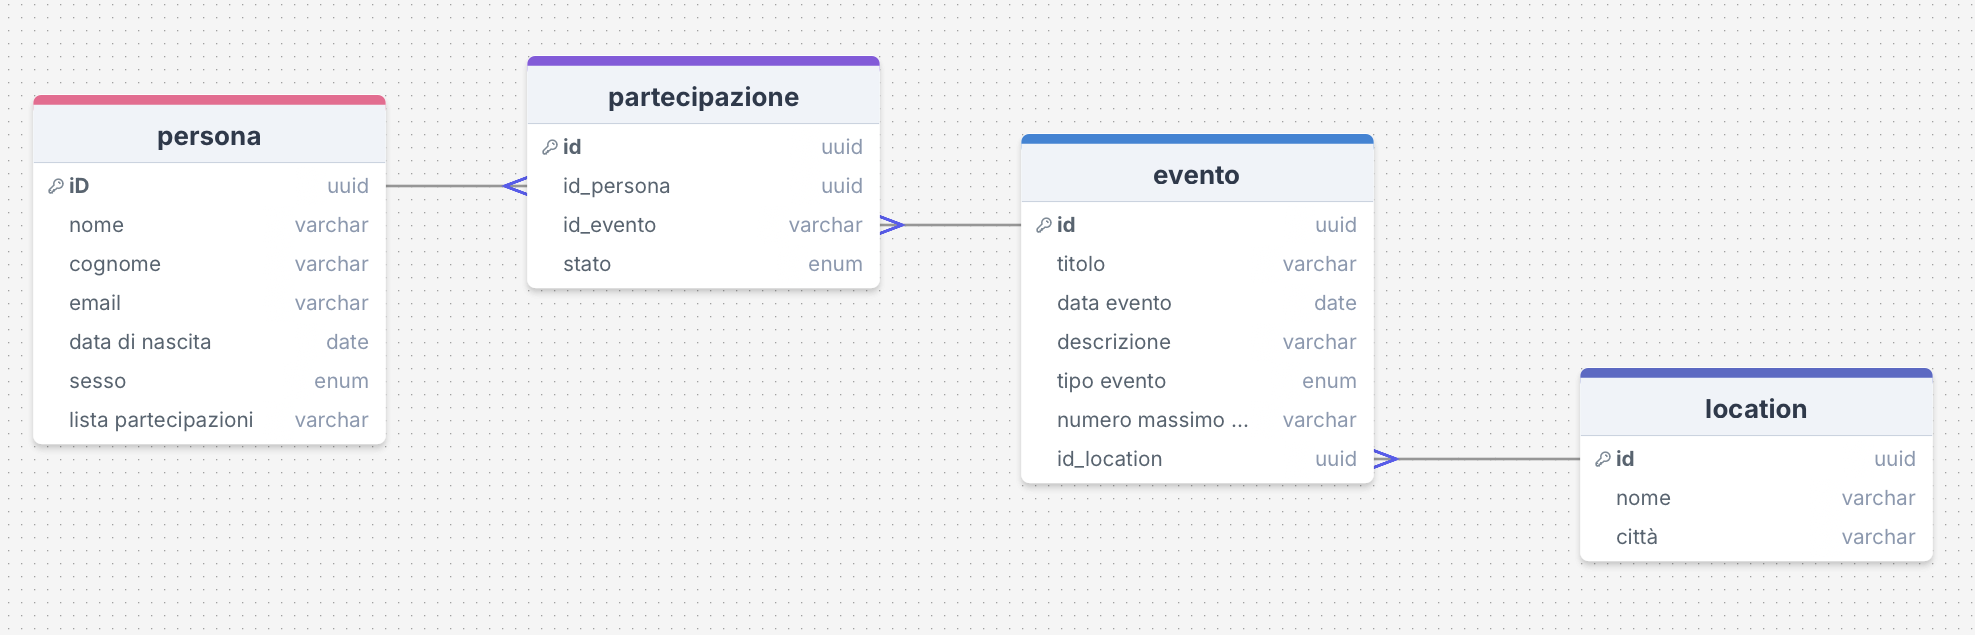 persona
iD uuid
nome varchar
cognome varchar
email varchar
data di nascita date
sesso enum
lista partecipazioni varchar
partecipazione
id uuid
id_persona uuid
id_evento varchar
stato enum
evento
id uuid
titolo varchar
data evento date
descrizione varchar
tipo evento enum
numero massimo ... varchar
id_location uuid
location
id uuid
nome varchar
città varchar